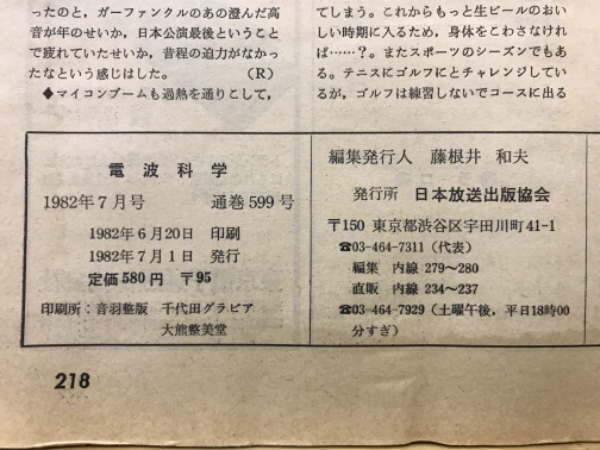 ったのと，ガーファンクルのあの澄んだ高
音が年のせいか，日本公演最後ということ
で疲れていたせいか，昔程の迫力がなかっ
たなという感じはした。　（R）
◆マイコンブームも過熱を通りこして，
てしまう。これからもっと生ビールのおい
しい時期に入るため，身体をこわさなけれ
ば……？。またスポーツのシーズンでもあ
る。テニスにゴルフにとチャレンジしてい
るが，ゴルフは練習しないでコースに出る
電波科学
1982年7月号　通巻599号
1982年6月20日　印刷
1982年7月1日　発行
定価580円　〒95
印刷所：音羽整版　千代田グラビア
大熊整美堂
編集発行人　藤根井　和夫
発行所　日本放送出版協会
〒150 東京都渋谷区宇田川町41-1
☎03-464-7311（代表）
編集　内線 279～280
直販　内線 234～237
☎03-464-7929（土曜午後，平日18時00
分すぎ）
218